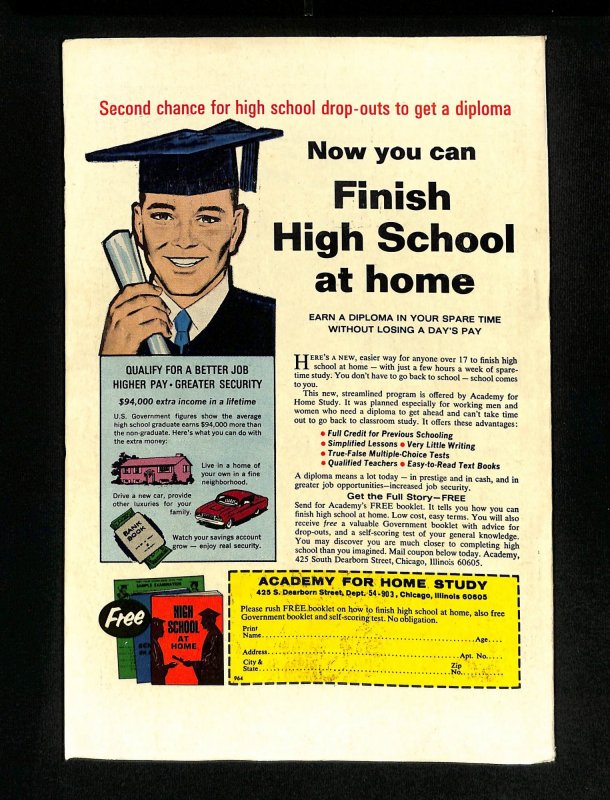 Second chance for high school drop-outs to get a diploma
Now you can
Finish
High School
at home
EARN A DIPLOMA IN YOUR SPARE TIME
WITHOUT LOSING A DAY'S PAY
QUALIFY FOR A BETTER JOB
HIGHER PAY • GREATER SECURITY
$94,000 extra income in a lifetime
U.S. Government figures show the average
high school graduate earns $94,000 more than
the non-graduate. Here's what you can do with
the extra money:
Live in a home of
your own in a fine
neighborhood.
Drive a new car, provide
other luxuries for your
family.
BANK
BOOK
Watch your savings account
grow — enjoy real security.
HERE'S A NEW, easier way for anyone over 17 to finish high
school at home — with just a few hours a week of spare-
time study. You don't have to go back to school — school comes
to you.
This new, streamlined program is offered by Academy for
Home Study. It was planned especially for working men and
women who need a diploma to get ahead and can't take time
out to go back to classroom study. It offers these advantages:
• Full Credit for Previous Schooling
• Simplified Lessons • Very Little Writing
• True-False Multiple-Choice Tests
• Qualified Teachers • Easy-to-Read Text Books
A diploma means a lot today — in prestige and in cash, and in
greater job opportunities—increased job security.
Get the Full Story—FREE
Send for Academy's FREE booklet. It tells you how you can
finish high school at home. Low cost, easy terms. You will also
receive free a valuable Government booklet with advice for
drop-outs, and a self-scoring test of your general knowledge.
You may discover you are much closer to completing high
school than you imagined. Mail coupon below today. Academy,
425 South Dearborn Street, Chicago, Illinois 60605.
SAMPLE EXAMINATION
Free
HIGH
SCHOOL
AT
HOME
ACADEMY FOR HOME STUDY
425 S. Dearborn Street, Dept. 54-903, Chicago, Illinois 60605
Please rush FREE booklet on how to finish high school at home, also free
Government booklet and self-scoring test. No obligation.
Print
Name Age
Address Apt. No.
City & Zip
State No.
964